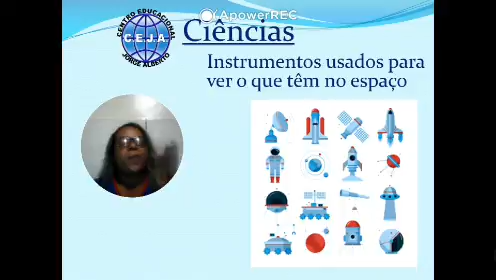 ApowerREC
CENTRO EDUCACIONAL
C.E.J.A.
JORGE ALBERTO
Ciências
Instrumentos usados para
ver o que têm no espaço